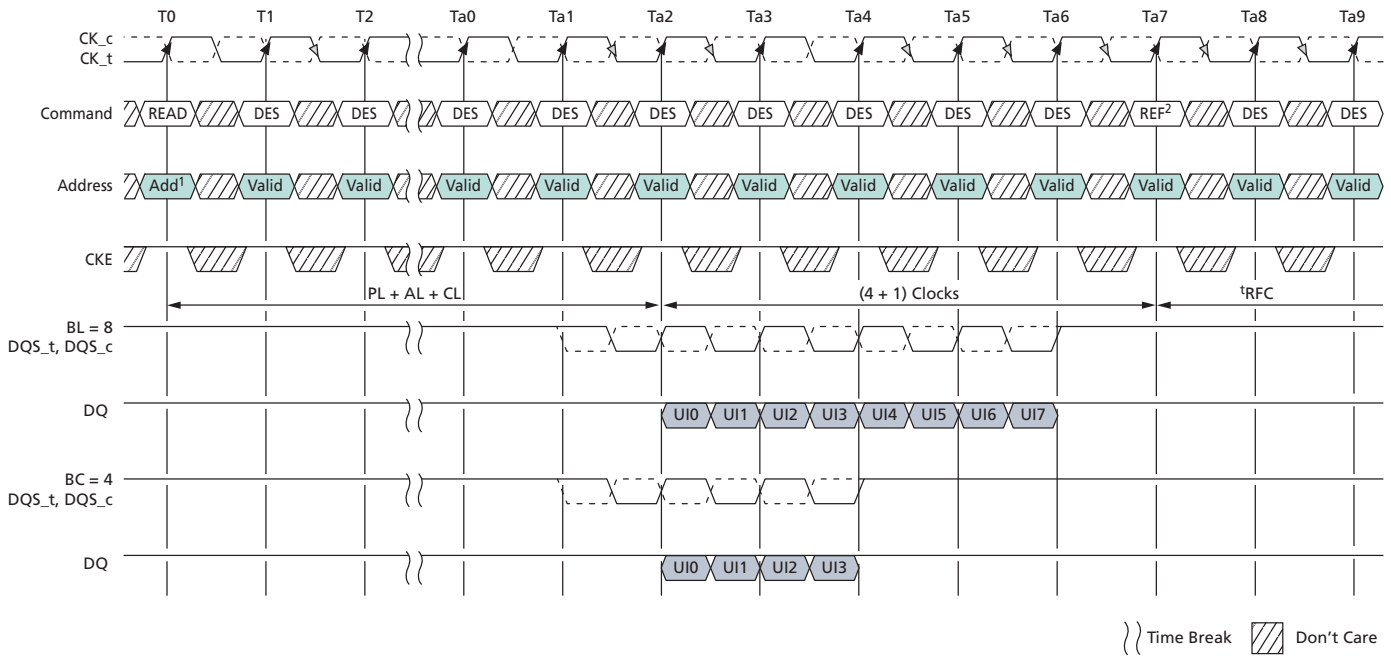 T0 T1 T2 Ta0 Ta1 Ta2 Ta3 Ta4 Ta5 Ta6 Ta7 Ta8 Ta9
CK_c
CK_t
Command READ DES DES DES DES DES DES DES DES DES REF² DES DES
Address Add¹ Valid Valid Valid Valid Valid Valid Valid Valid Valid Valid Valid Valid
CKE
PL + AL + CL (4 + 1) Clocks ᵗRFC
BL = 8
DQS_t, DQS_c
DQ UI0 UI1 UI2 UI3 UI4 UI5 UI6 UI7
BC = 4
DQS_t, DQS_c
DQ UI0 UI1 UI2 UI3
Time Break Don't Care